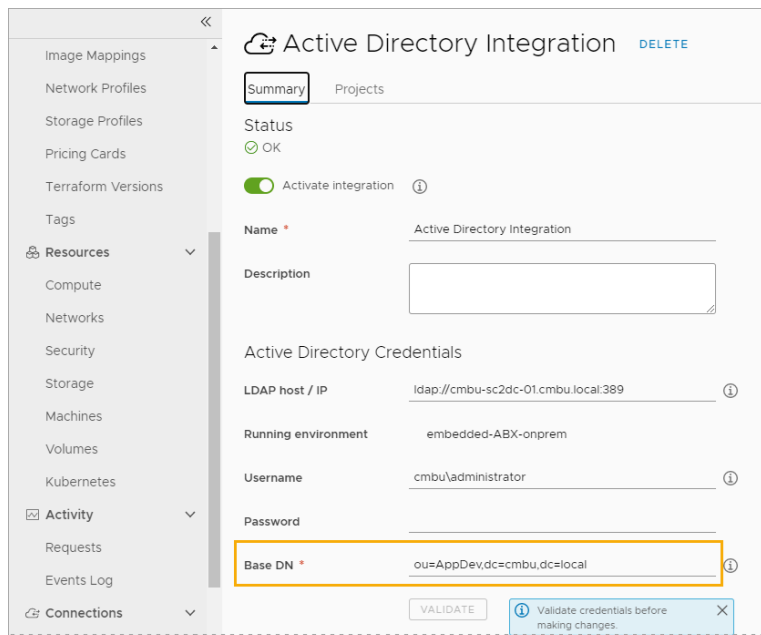 Image Mappings
Network Profiles
Storage Profiles
Pricing Cards
Terraform Versions
Tags
Resources
Compute
Networks
Security
Storage
Machines
Volumes
Kubernetes
Activity
Requests
Events Log
Connections
Active Directory Integration DELETE
Summary Projects
Status
OK
Activate integration
Name * Active Directory Integration
Description
Active Directory Credentials
LDAP host / IP ldap://cmbu-sc2dc-01.cmbu.local:389
Running environment embedded-ABX-onprem
Username cmbu\administrator
Password
Base DN * ou=AppDev,dc=cmbu,dc=local
VALIDATE
Validate credentials before
making changes.